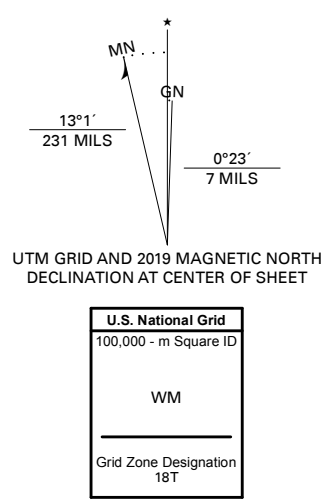 MN
GN
13°1´
231 MILS
0°23´
7 MILS
UTM GRID AND 2019 MAGNETIC NORTH
DECLINATION AT CENTER OF SHEET
U.S. National Grid
100,000 - m Square ID
WM
Grid Zone Designation
18T